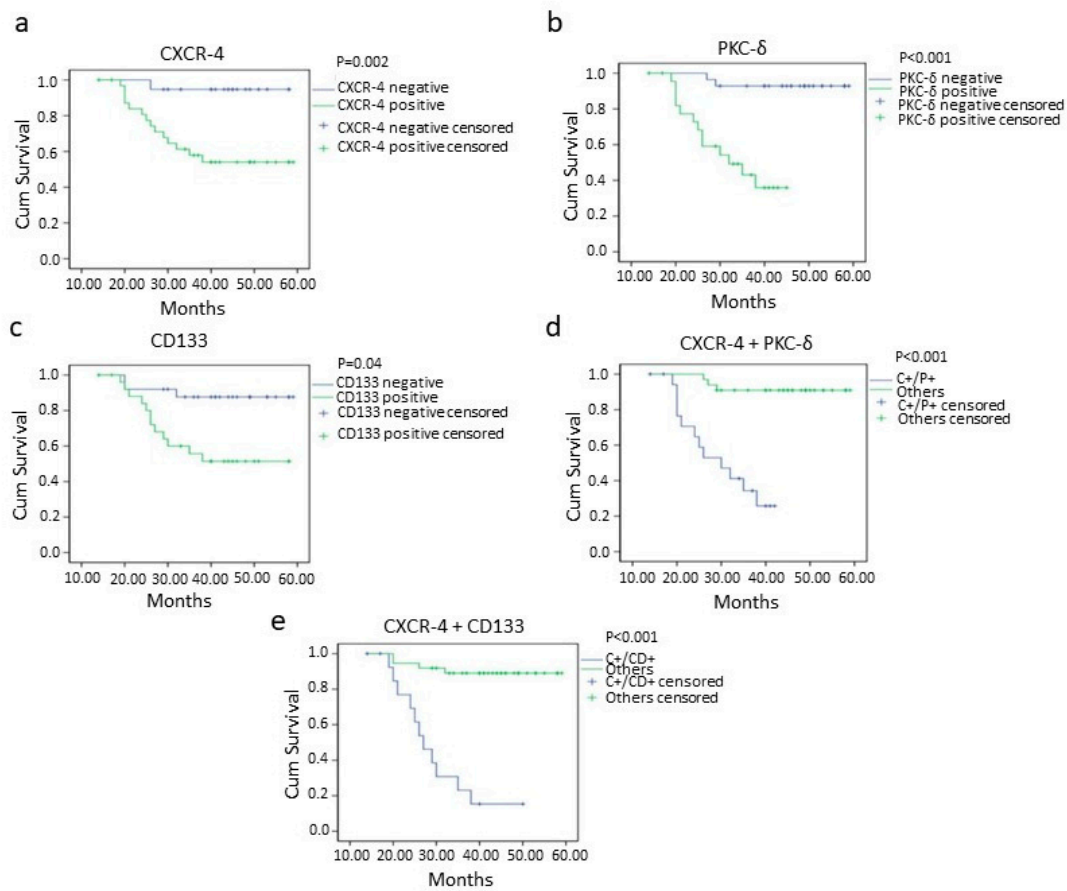 a
CXCR-4
P=0.002
CXCR-4 negative
CXCR-4 positive
CXCR-4 negative censored
CXCR-4 positive censored
Cum Survival
1.0
0.8
0.6
0.4
0.2
0.0
10.00 20.00 30.00 40.00 50.00 60.00
Months
b
PKC-δ
P<0.001
PKC-δ negative
PKC-δ positive
PKC-δ negative censored
PKC-δ positive censored
Cum Survival
1.0
0.8
0.6
0.4
0.2
0.0
10.00 20.00 30.00 40.00 50.00 60.00
Months
c
CD133
P=0.04
CD133 negative
CD133 positive
CD133 negative censored
CD133 positive censored
Cum Survival
1.0
0.8
0.6
0.4
0.2
0.0
10.00 20.00 30.00 40.00 50.00 60.00
Months
d
CXCR-4 + PKC-δ
P<0.001
C+/P+
Others
C+/P+ censored
Others censored
Cum Survival
1.0
0.8
0.6
0.4
0.2
0.0
10.00 20.00 30.00 40.00 50.00 60.00
Months
e
CXCR-4 + CD133
P<0.001
C+/CD+
Others
C+/CD+ censored
Others censored
Cum Survival
1.0
0.8
0.6
0.4
0.2
0.0
10.00 20.00 30.00 40.00 50.00 60.00
Months